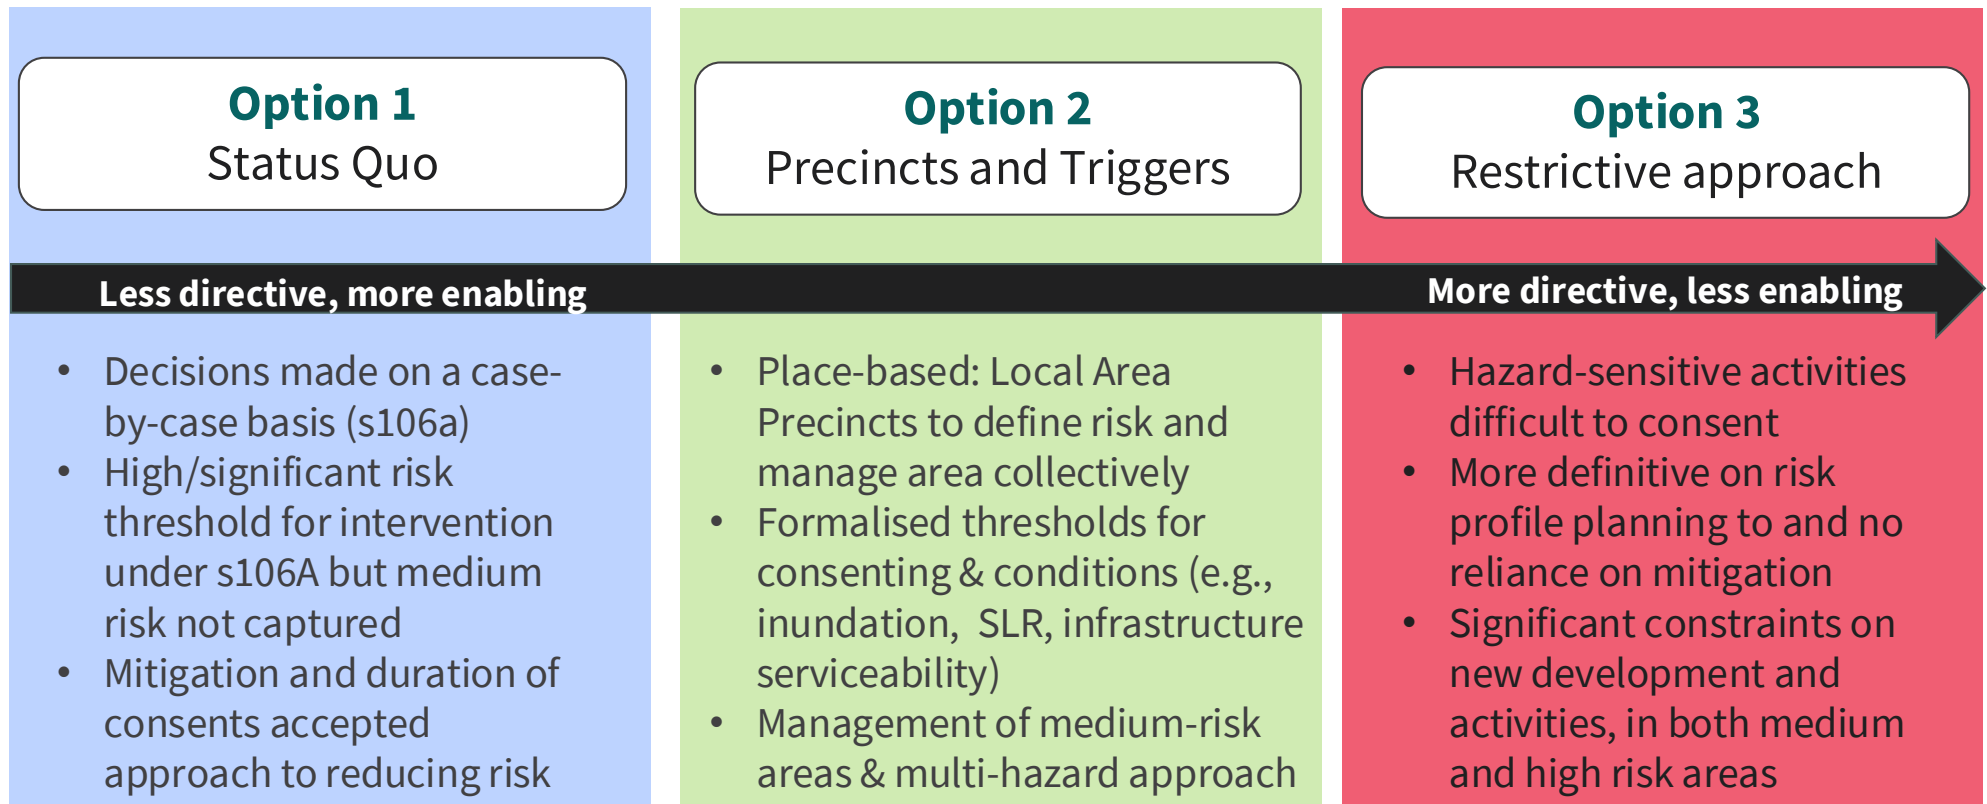 Option 1
Status Quo
Option 2
Precincts and Triggers
Option 3
Restrictive approach
Less directive, more enabling
More directive, less enabling
• Decisions made on a case-
by-case basis (s106a)
• High/significant risk
threshold for intervention
under s106A but medium
risk not captured
• Mitigation and duration of
consents accepted
approach to reducing risk
• Place-based: Local Area
Precincts to define risk and
manage area collectively
• Formalised thresholds for
consenting & conditions (e.g.,
inundation, SLR, infrastructure
serviceability)
• Management of medium-risk
areas & multi-hazard approach
• Hazard-sensitive activities
difficult to consent
• More definitive on risk
profile planning to and no
reliance on mitigation
• Significant constraints on
new development and
activities, in both medium
and high risk areas